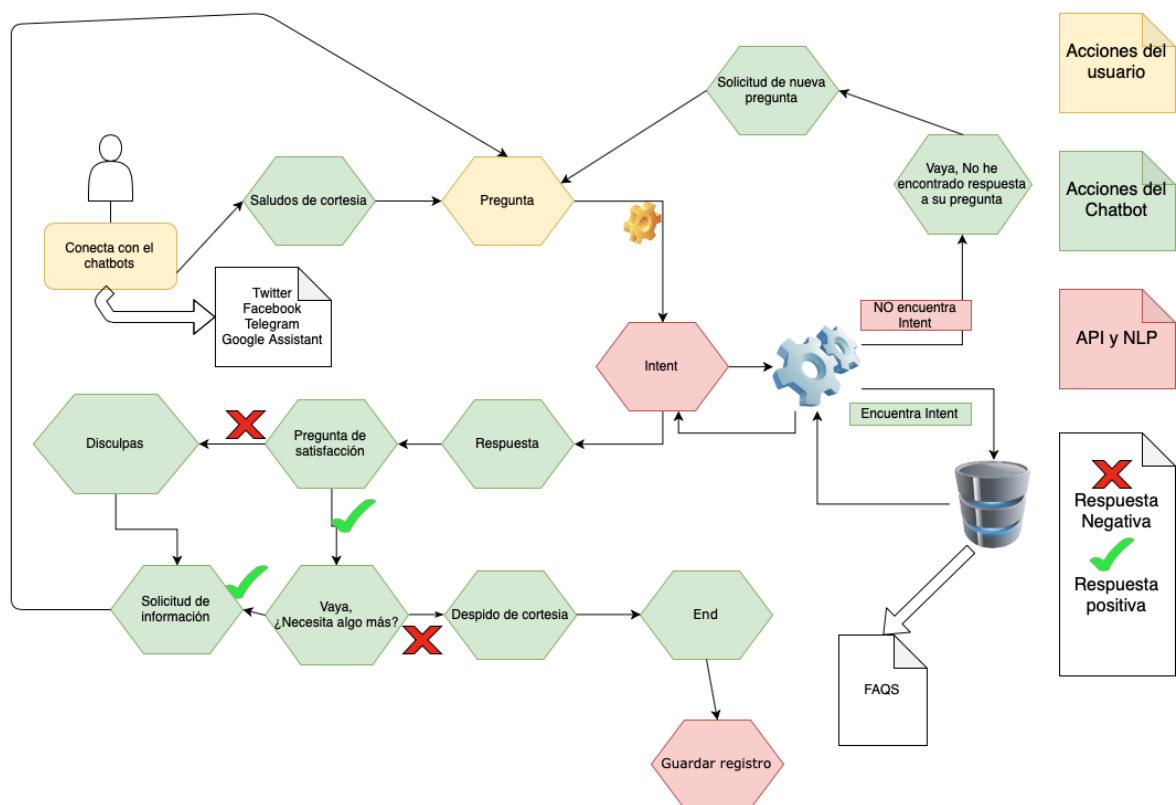 Acciones del
usuario
Solicitud de nueva
pregunta
Vaya, No he
encontrado respuesta
a su pregunta
Acciones del
Chatbot
Saludos de cortesia
Pregunta
Conecta con el
chatbots
Twitter
Facebook
Telegram
Google Assistant
NO encuentra
Intent
API y NLP
Intent
Encuentra Intent
Disculpas
Pregunta de
satisfacción
Respuesta
Respuesta
Negativa
Respuesta
positiva
Solicitud de
información
Vaya,
¿Necesita algo más?
Despido de cortesia
End
FAQS
Guardar registro